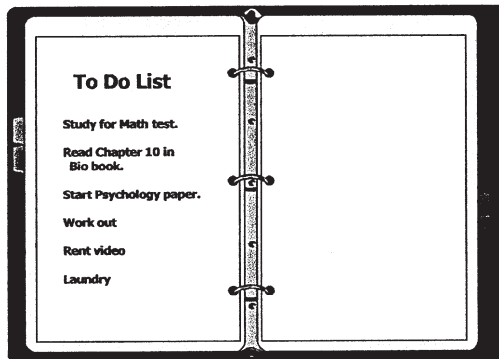 To Do List
Study for Math test.
Read Chapter 10 in
Bio book.
Start Psychology paper.
Work out
Rent video
Laundry